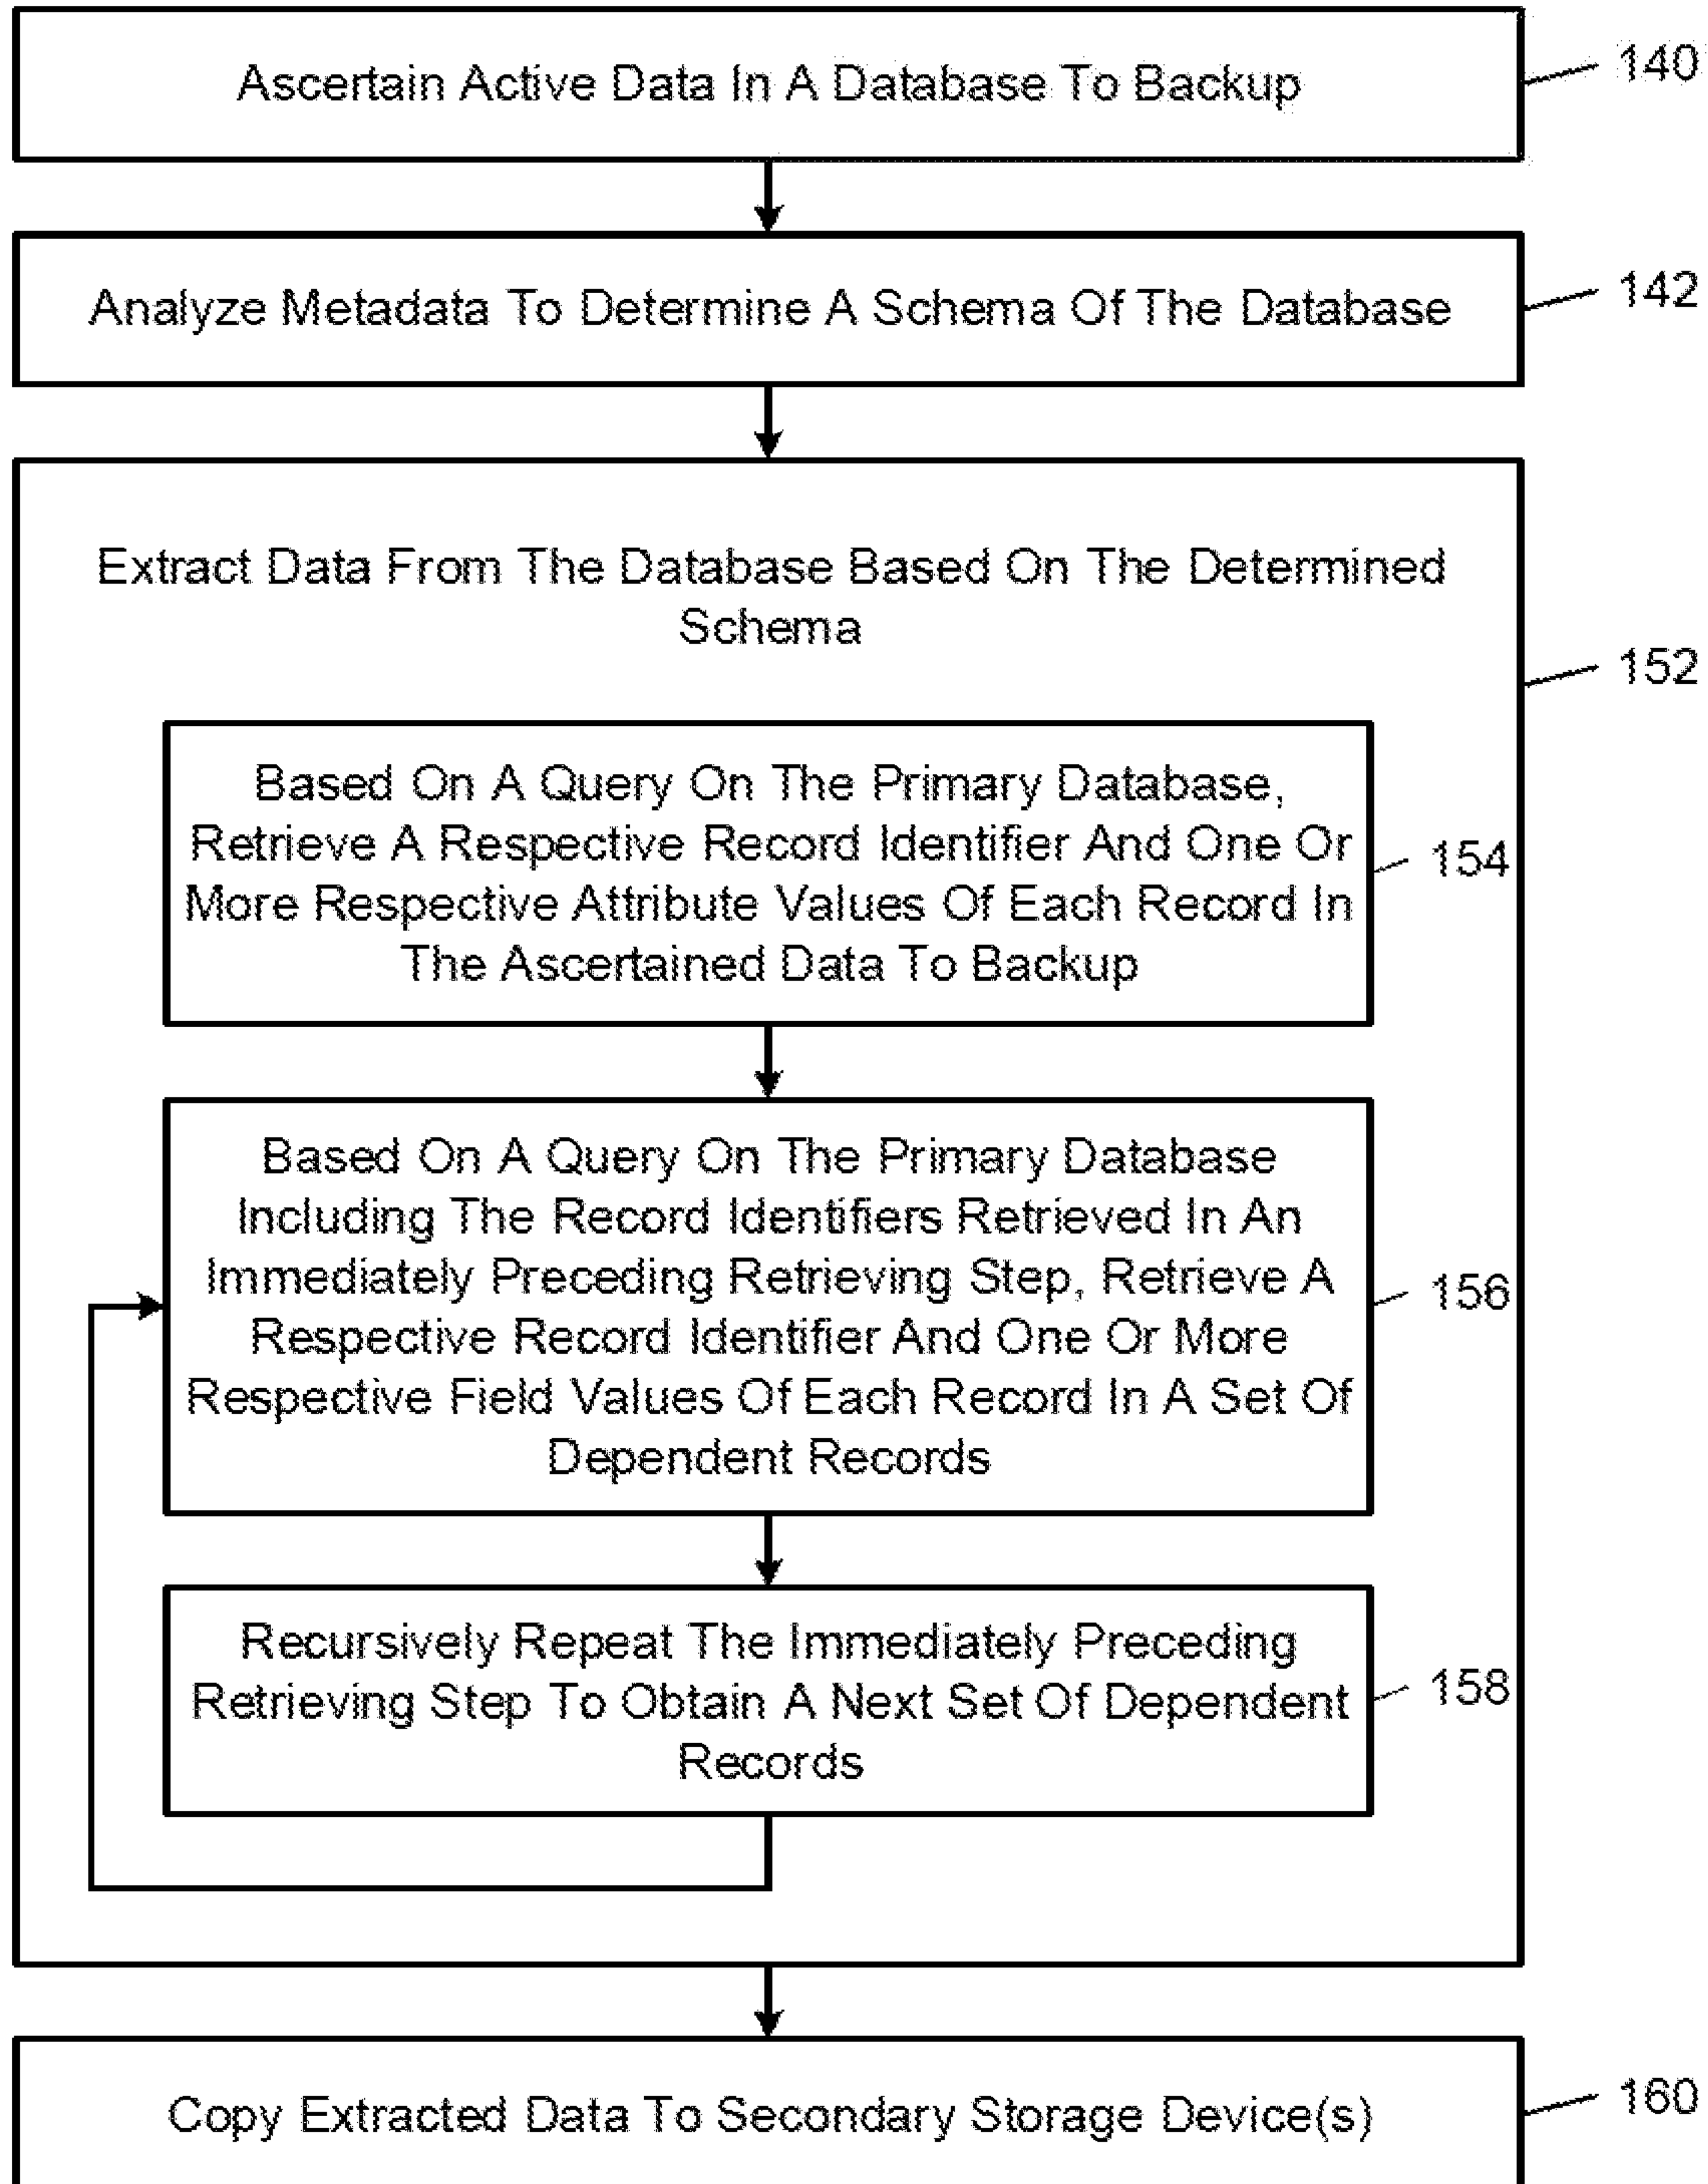 Ascertain Active Data In A Database To Backup
140
Analyze Metadata To Determine A Schema Of The Database
142
Extract Data From The Database Based On The Determined
Schema
152
Based On A Query On The Primary Database,
Retrieve A Respective Record Identifier And One Or
More Respective Attribute Values Of Each Record In
The Ascertained Data To Backup
154
Based On A Query On The Primary Database
Including The Record Identifiers Retrieved In An
Immediately Preceding Retrieving Step, Retrieve A
Respective Record Identifier And One Or More
Respective Field Values Of Each Record In A Set Of
Dependent Records
156
Recursively Repeat The Immediately Preceding
Retrieving Step To Obtain A Next Set Of Dependent
Records
158
Copy Extracted Data To Secondary Storage Device(s)
160